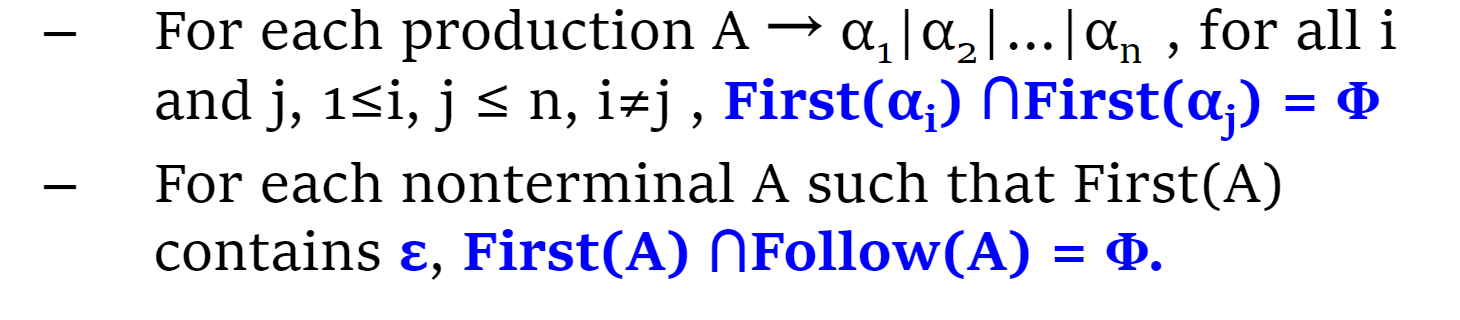 – For each production A → α₁|α₂|...|αₙ , for all i
and j, 1≤i, j ≤ n, i≠j , First(αᵢ) ∩First(αⱼ) = Φ
– For each nonterminal A such that First(A)
contains ε, First(A) ∩Follow(A) = Φ.